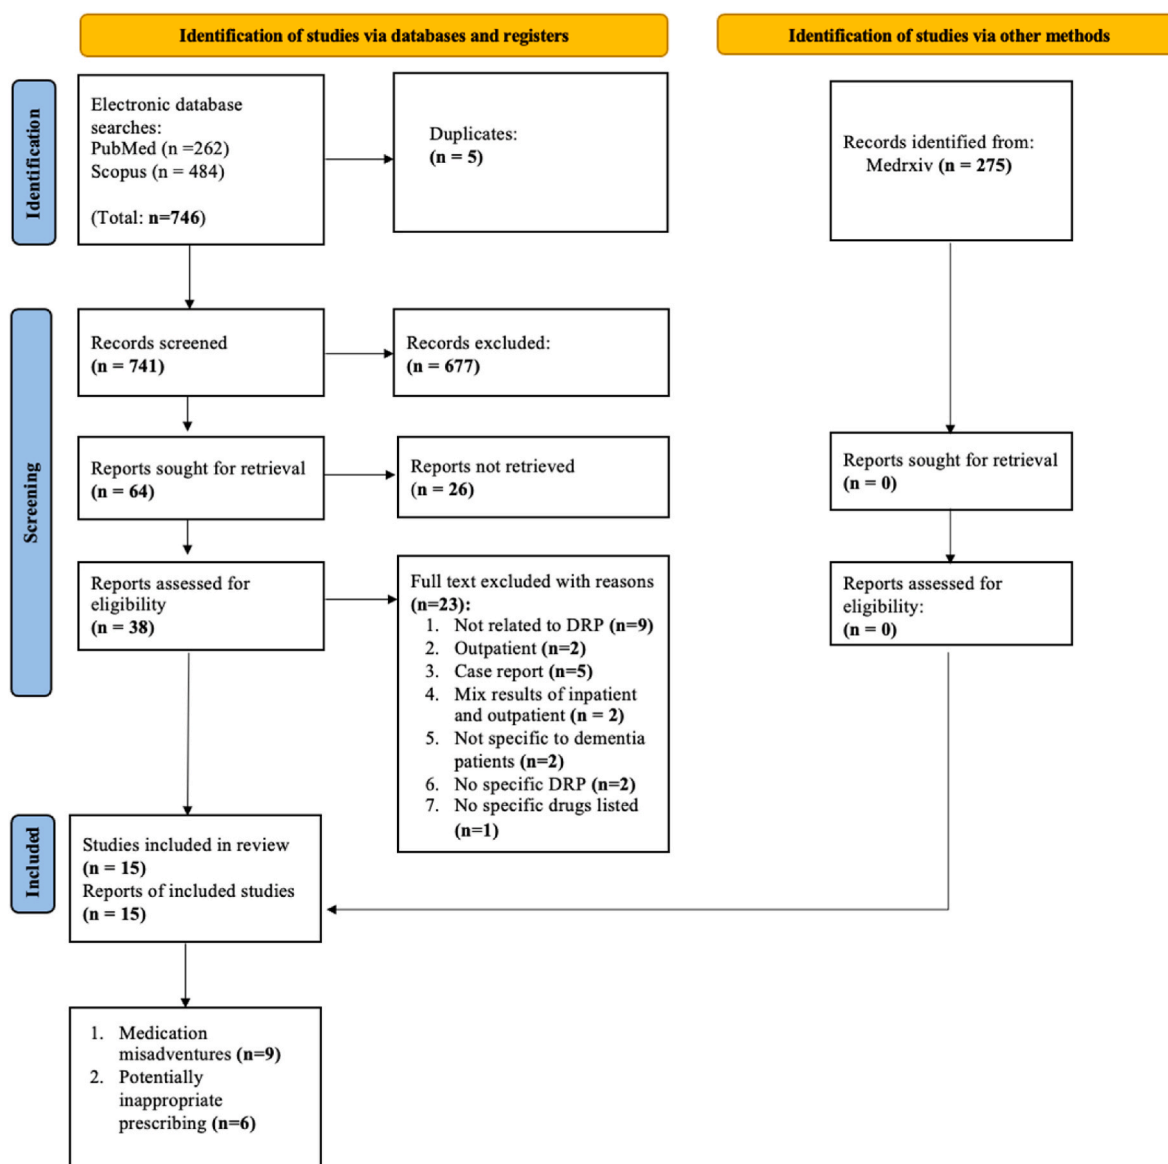 Identification of studies via databases and registers
Identification of studies via other methods
Identification
Electronic database
searches:
PubMed (n =262)
Scopus (n = 484)
(Total: n=746)
Duplicates:
(n = 5)
Records identified from:
Medrxiv (n = 275)
Screening
Records screened
(n = 741)
Records excluded:
(n = 677)
Reports sought for retrieval
(n = 64)
Reports not retrieved
(n = 26)
Reports sought for retrieval
(n = 0)
Reports assessed for
eligibility
(n = 38)
Full text excluded with reasons
(n=23):
1. Not related to DRP (n=9)
2. Outpatient (n=2)
3. Case report (n=5)
4. Mix results of inpatient
and outpatient (n = 2)
5. Not specific to dementia
patients (n=2)
6. No specific DRP (n=2)
7. No specific drugs listed
(n=1)
Reports assessed for
eligibility:
(n = 0)
Included
Studies included in review
(n = 15)
Reports of included studies
(n = 15)
1. Medication
misadventures (n=9)
2. Potentially
inappropriate
prescribing (n=6)